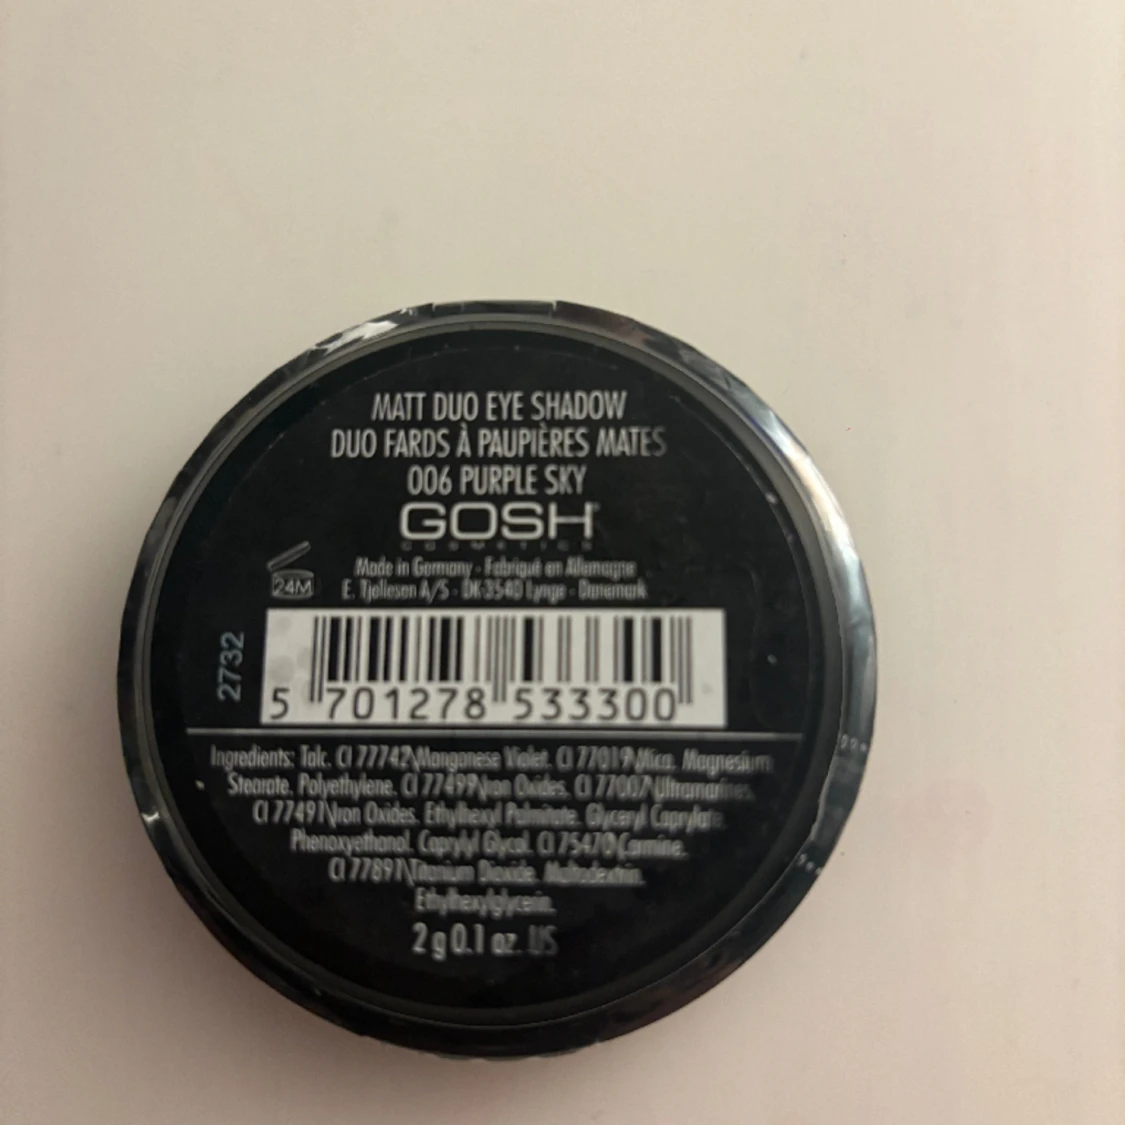 MATT DUO EYE SHADOW
DUO FARDS À PAUPIÈRES MATES
006 PURPLE SKY
GOSH
COSMETICS
Made in Germany - Fabriqué en Allemagne
E. Tjellesen A/S - DK-3540 Lynge - Danemark
24M
2732
5 701278 533300
Ingredients: Talc. CI 77742\Manganese Violet. CI 77019\Mica. Magnesium
Stearate. Polyethylene. CI 77499\Iron Oxides. CI 77007\Ultramarines.
CI 77491\Iron Oxides. Ethylhexyl Palmitate. Glyceryl Caprylate.
Phenoxyethanol. Caprylyl Glycol. CI 75470\Carmine.
CI 77891\Titanium Dioxide. Maltodextrin.
Ethylhexylglycerin.
2 g 0.1 oz. US